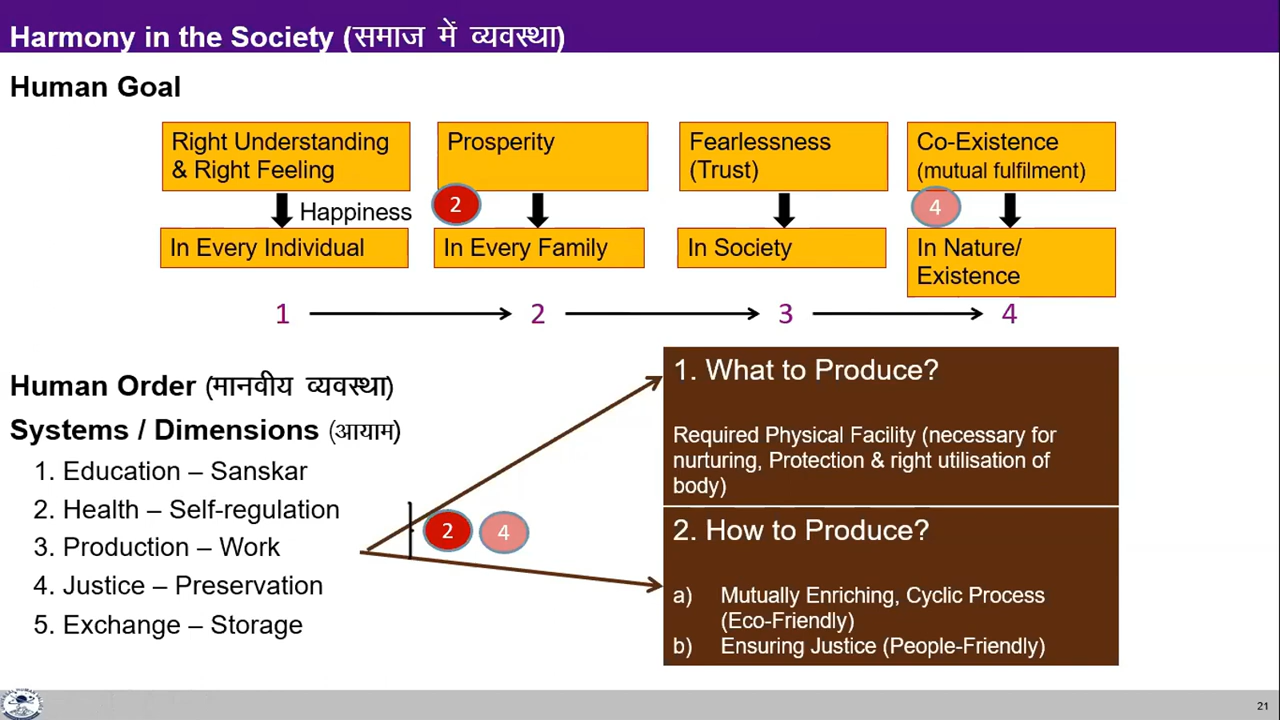 Harmony in the Society (समाज में व्यवस्था)
Human Goal
Right Understanding
& Right Feeling
Prosperity
Fearlessness
(Trust)
Co-Existence
(mutual fulfilment)
Happiness
2
4
In Every Individual
In Every Family
In Society
In Nature/
Existence
1
2
3
4
Human Order (मानवीय व्यवस्था)
Systems / Dimensions (आयाम)
1. Education – Sanskar
2. Health – Self-regulation
3. Production – Work
4. Justice – Preservation
5. Exchange – Storage
2
4
1. What to Produce?
Required Physical Facility (necessary for
nurturing, Protection & right utilisation of
body)
2. How to Produce?
a) Mutually Enriching, Cyclic Process
(Eco-Friendly)
b) Ensuring Justice (People-Friendly)
21